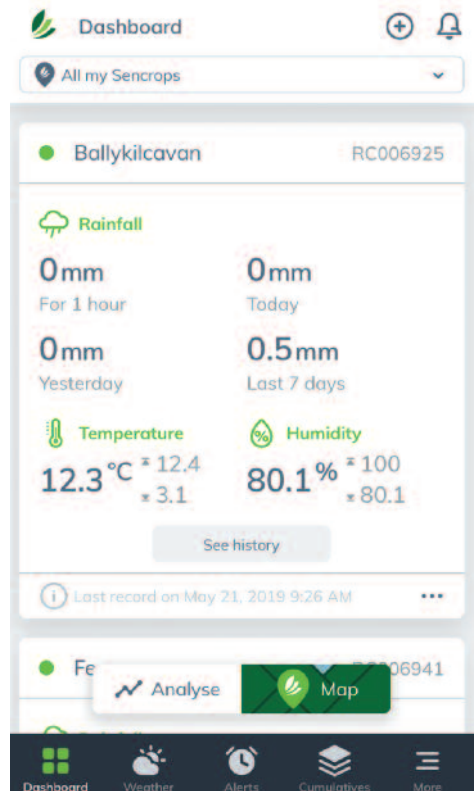 Dashboard
All my Sencrops
Ballykilcavan RC006925
Rainfall
0mm 0mm
For 1 hour Today
0mm 0.5mm
Yesterday Last 7 days
Temperature Humidity
12.3°C 12.4 80.1% 100
3.1 80.1
See history
Last record on May 21, 2019 9:26 AM
Fe RC006941
Analyse Map
Dashboard Weather Alerts Cumulatives More